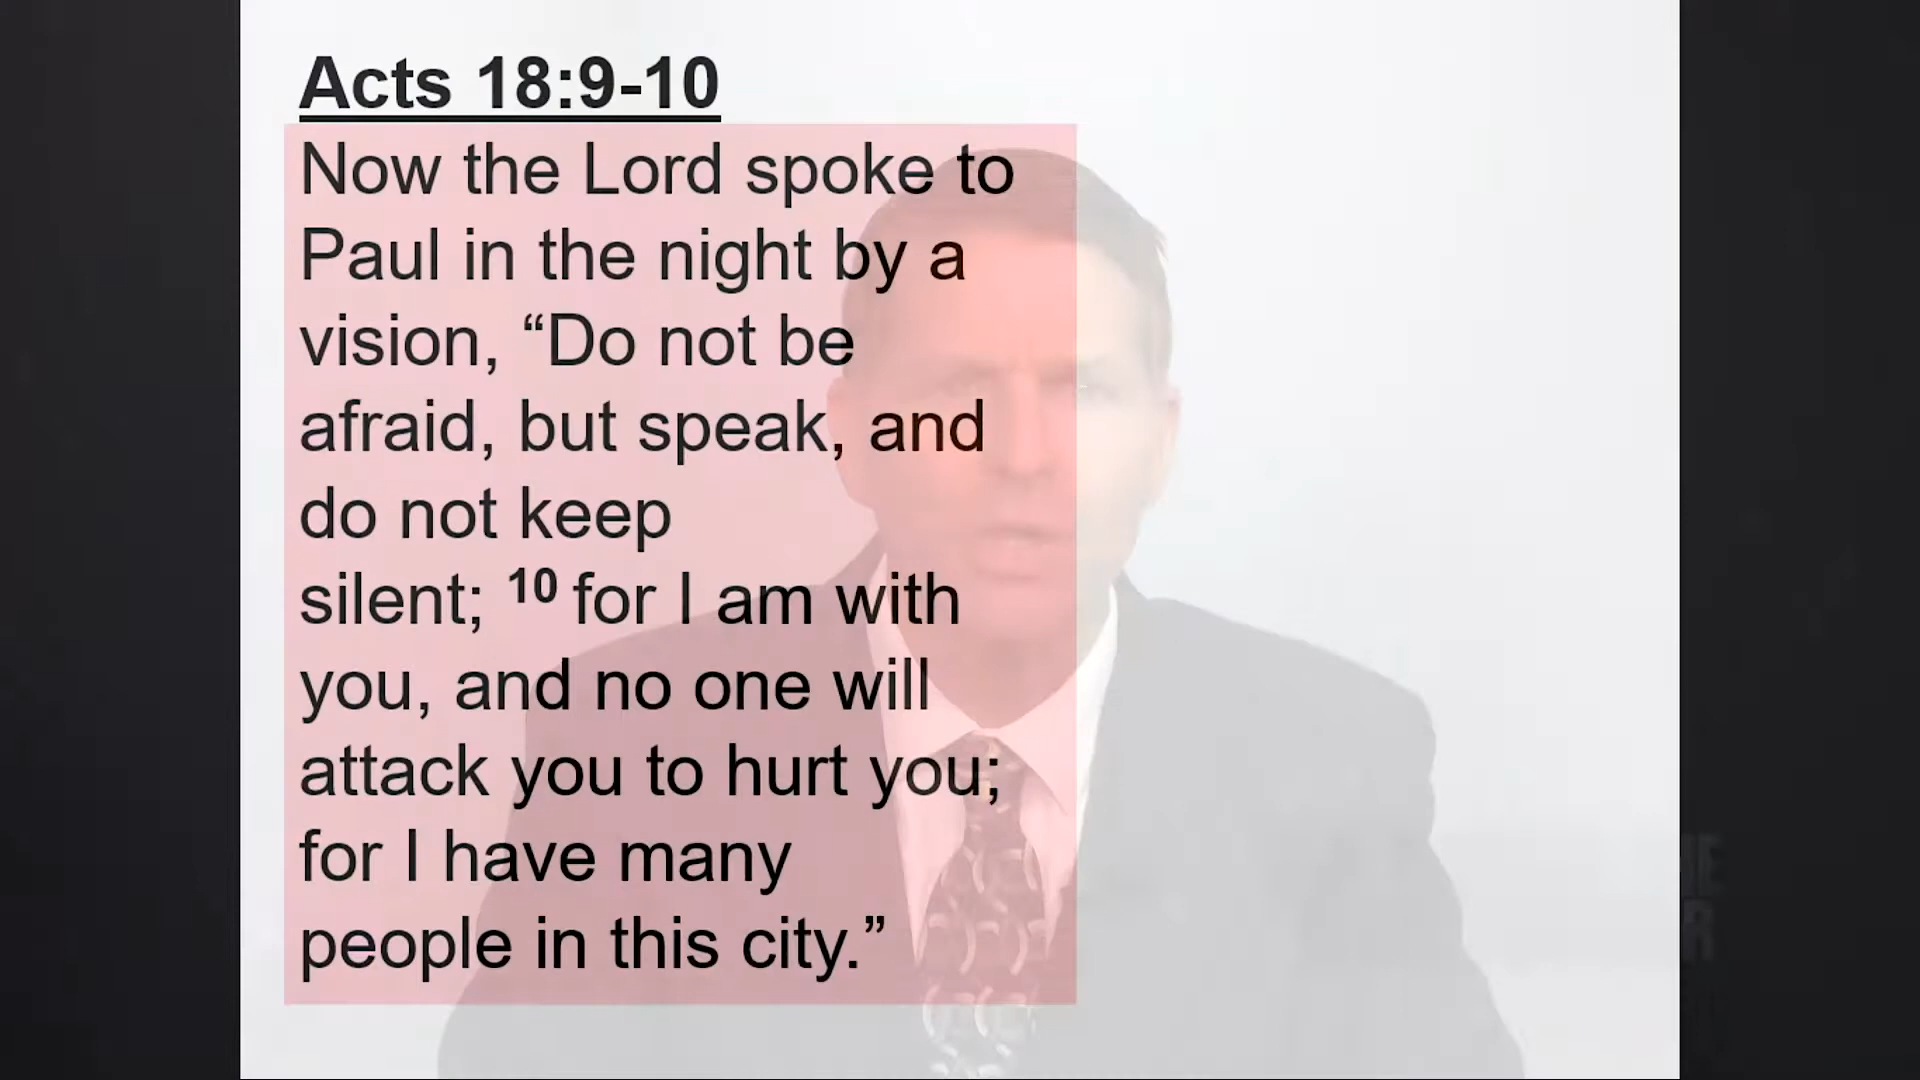 Acts 18:9-10
Now the Lord spoke to
Paul in the night by a
vision, “Do not be
afraid, but speak, and
do not keep
silent; 10 for I am with
you, and no one will
attack you to hurt you;
for I have many
people in this city.”